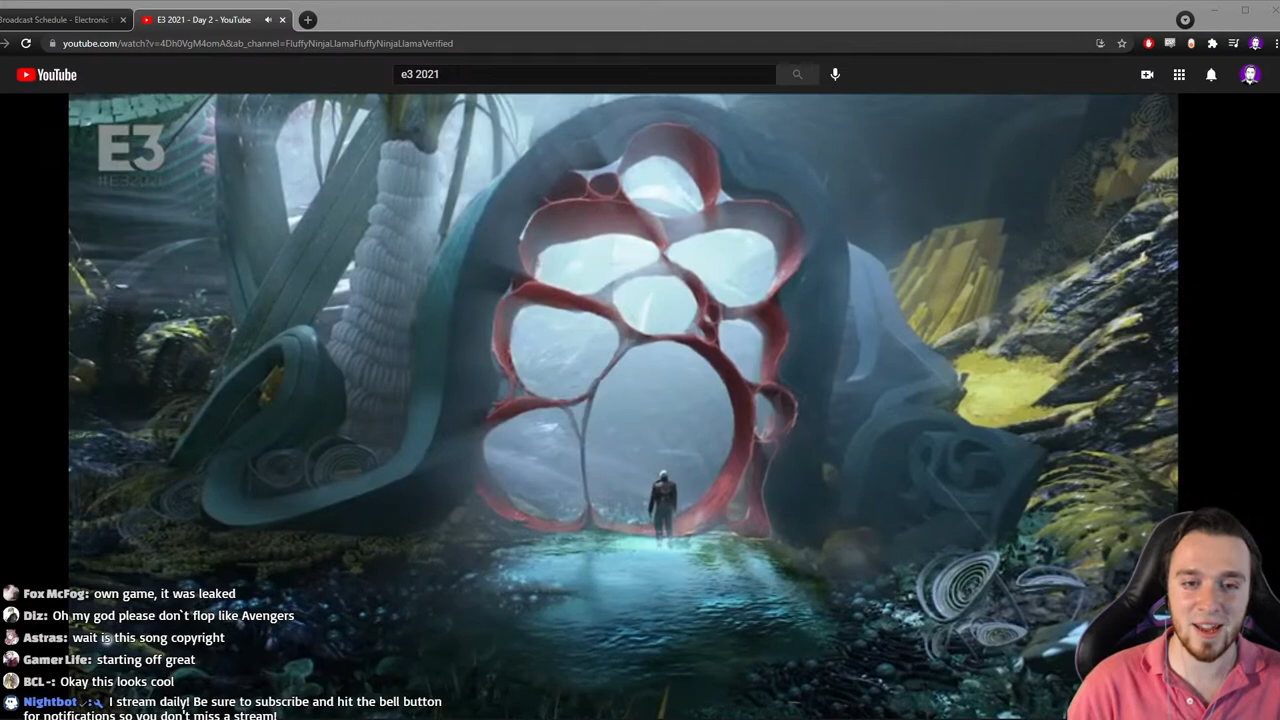 Broadcast Schedule - Electronic
E3 2021 - Day 2 - YouTube
youtube.com/watch?v=4Dh0VgM4omA&ab_channel=FluffyNinjaLlamaFluffyNinjaLlamaVerified
YouTube
e3 2021
E3
Fox McFog: own game, it was leaked
Diz: Oh my god please don`t flop like Avengers
Astras: wait is this song copyright
Gamer Life: starting off great
BCL -: Okay this looks cool
Nightbot: I stream daily! Be sure to subscribe and hit the bell button
for notifications so you don't miss a stream!